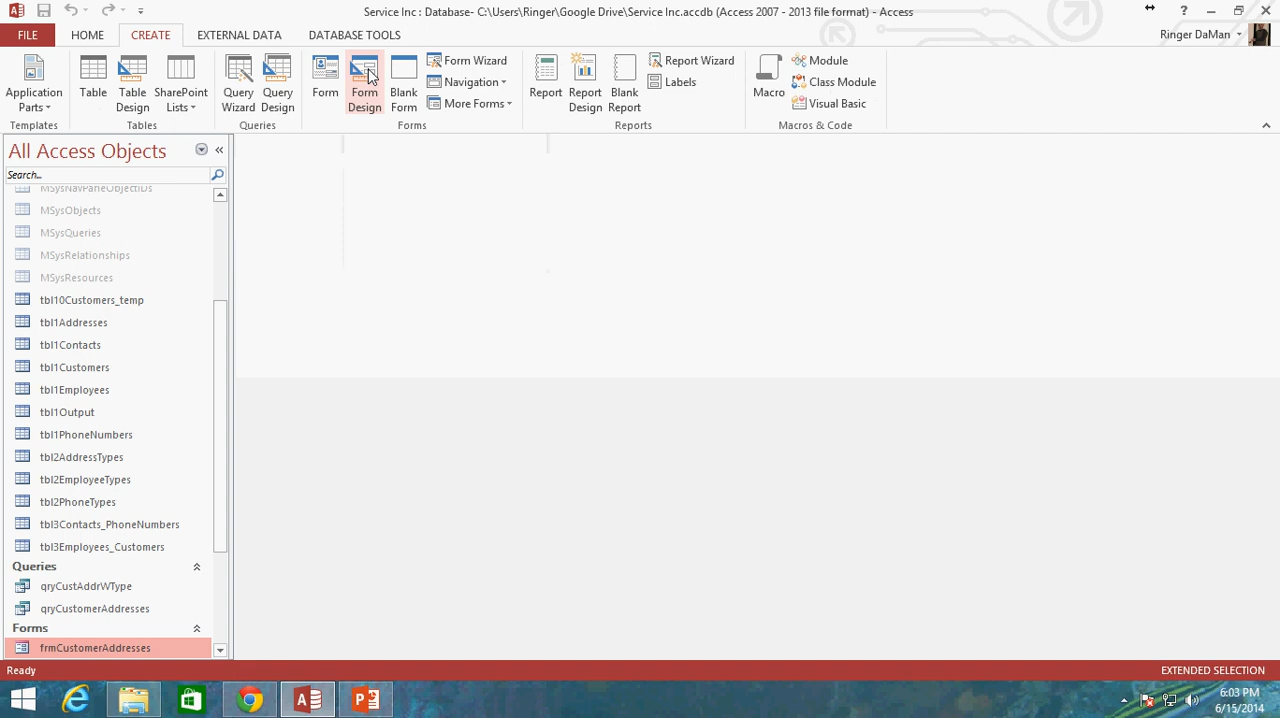 Service Inc : Database- C:\Users\Ringer\Google Drive\Service Inc.accdb (Access 2007 - 2013 file format) - Access
FILE HOME CREATE EXTERNAL DATA DATABASE TOOLS Ringer DaMan
Application Parts
Table
Table Design
SharePoint Lists
Query Wizard
Query Design
Form
Form Design
Blank Form
Form Wizard
Navigation
More Forms
Report
Report Design
Blank Report
Report Wizard
Labels
Macro
Module
Class Module
Visual Basic
Templates Tables Queries Forms Reports Macros & Code
All Access Objects
Search...
MSysNavPaneObjectIDs
MSysObjects
MSysQueries
MSysRelationships
MSysResources
tbl10Customers_temp
tbl1Addresses
tbl1Contacts
tbl1Customers
tbl1Employees
tbl1Output
tbl1PhoneNumbers
tbl2AddressTypes
tbl2EmployeeTypes
tbl2PhoneTypes
tbl3Contacts_PhoneNumbers
tbl3Employees_Customers
Queries
qryCustAddrWType
qryCustomerAddresses
Forms
frmCustomerAddresses
Ready EXTENDED SELECTION
6:03 PM
6/15/2014